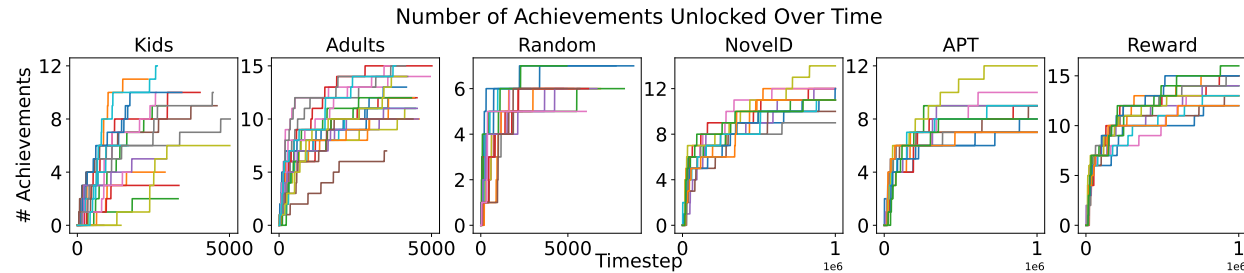 Number of Achievements Unlocked Over Time
Kids Adults Random NovelD APT Reward
# Achievements
12 8 4 0
0 5000
15 10 5 0
0 5000
6 4 2 0
0 5000
12 8 4 0
0 1
1e6
12 8 4 0
0 1
1e6
15 10 5 0
0 1
1e6
Timestep